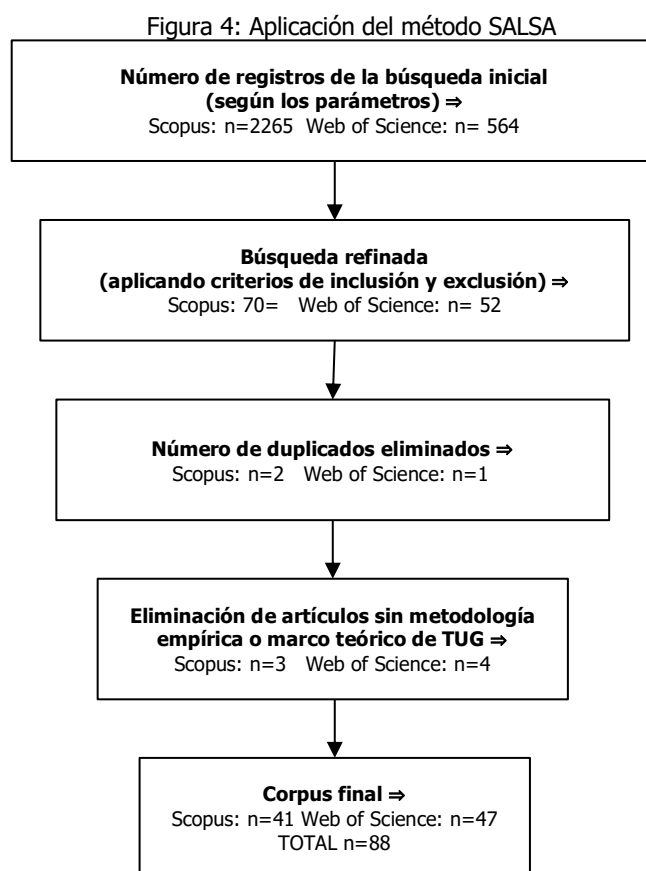 Figura 4: Aplicación del método SALSA
Número de registros de la búsqueda inicial
(según los parámetros) ⇒
Scopus: n=2265 Web of Science: n= 564
Búsqueda refinada
(aplicando criterios de inclusión y exclusión) ⇒
Scopus: 70= Web of Science: n= 52
Número de duplicados eliminados ⇒
Scopus: n=2 Web of Science: n=1
Eliminación de artículos sin metodología
empírica o marco teórico de TUG ⇒
Scopus: n=3 Web of Science: n=4
Corpus final ⇒
Scopus: n=41 Web of Science: n=47
TOTAL n=88